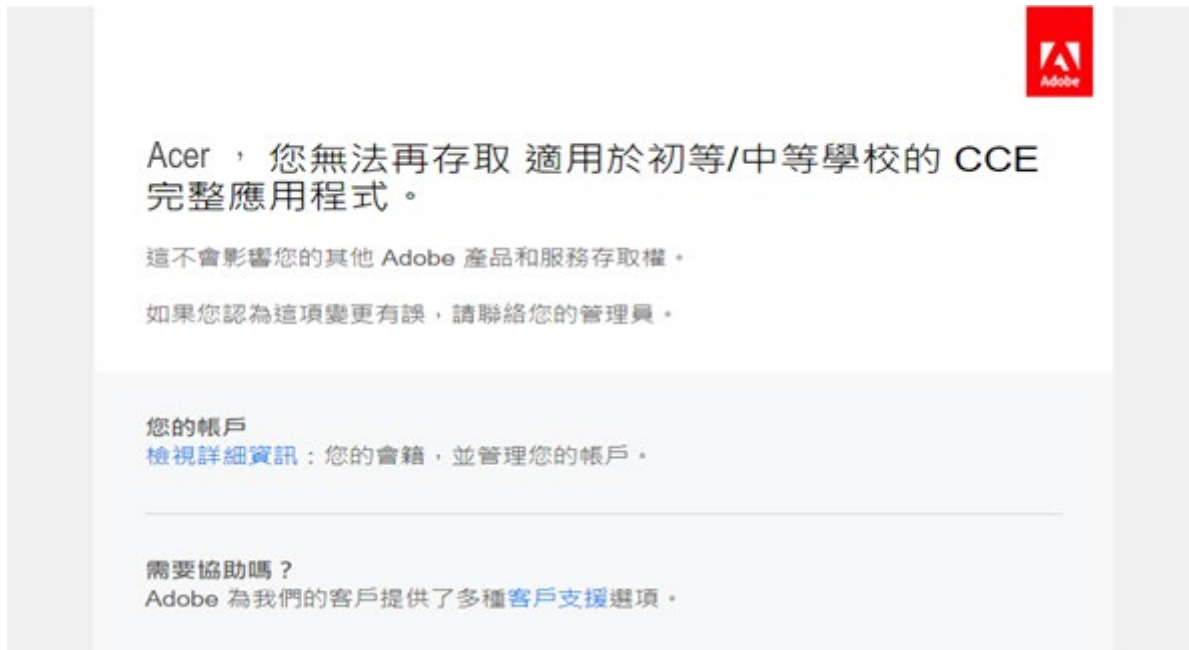 Adobe
Acer ， 您無法再存取 適用於初等/中等學校的 CCE
完整應用程式。
這不會影響您的其他 Adobe 產品和服務存取權。
如果您認為這項變更有誤，請聯絡您的管理員。
您的帳戶
檢視詳細資訊：您的會籍，並管理您的帳戶。
需要協助嗎？
Adobe 為我們的客戶提供了多種客戶支援選項。